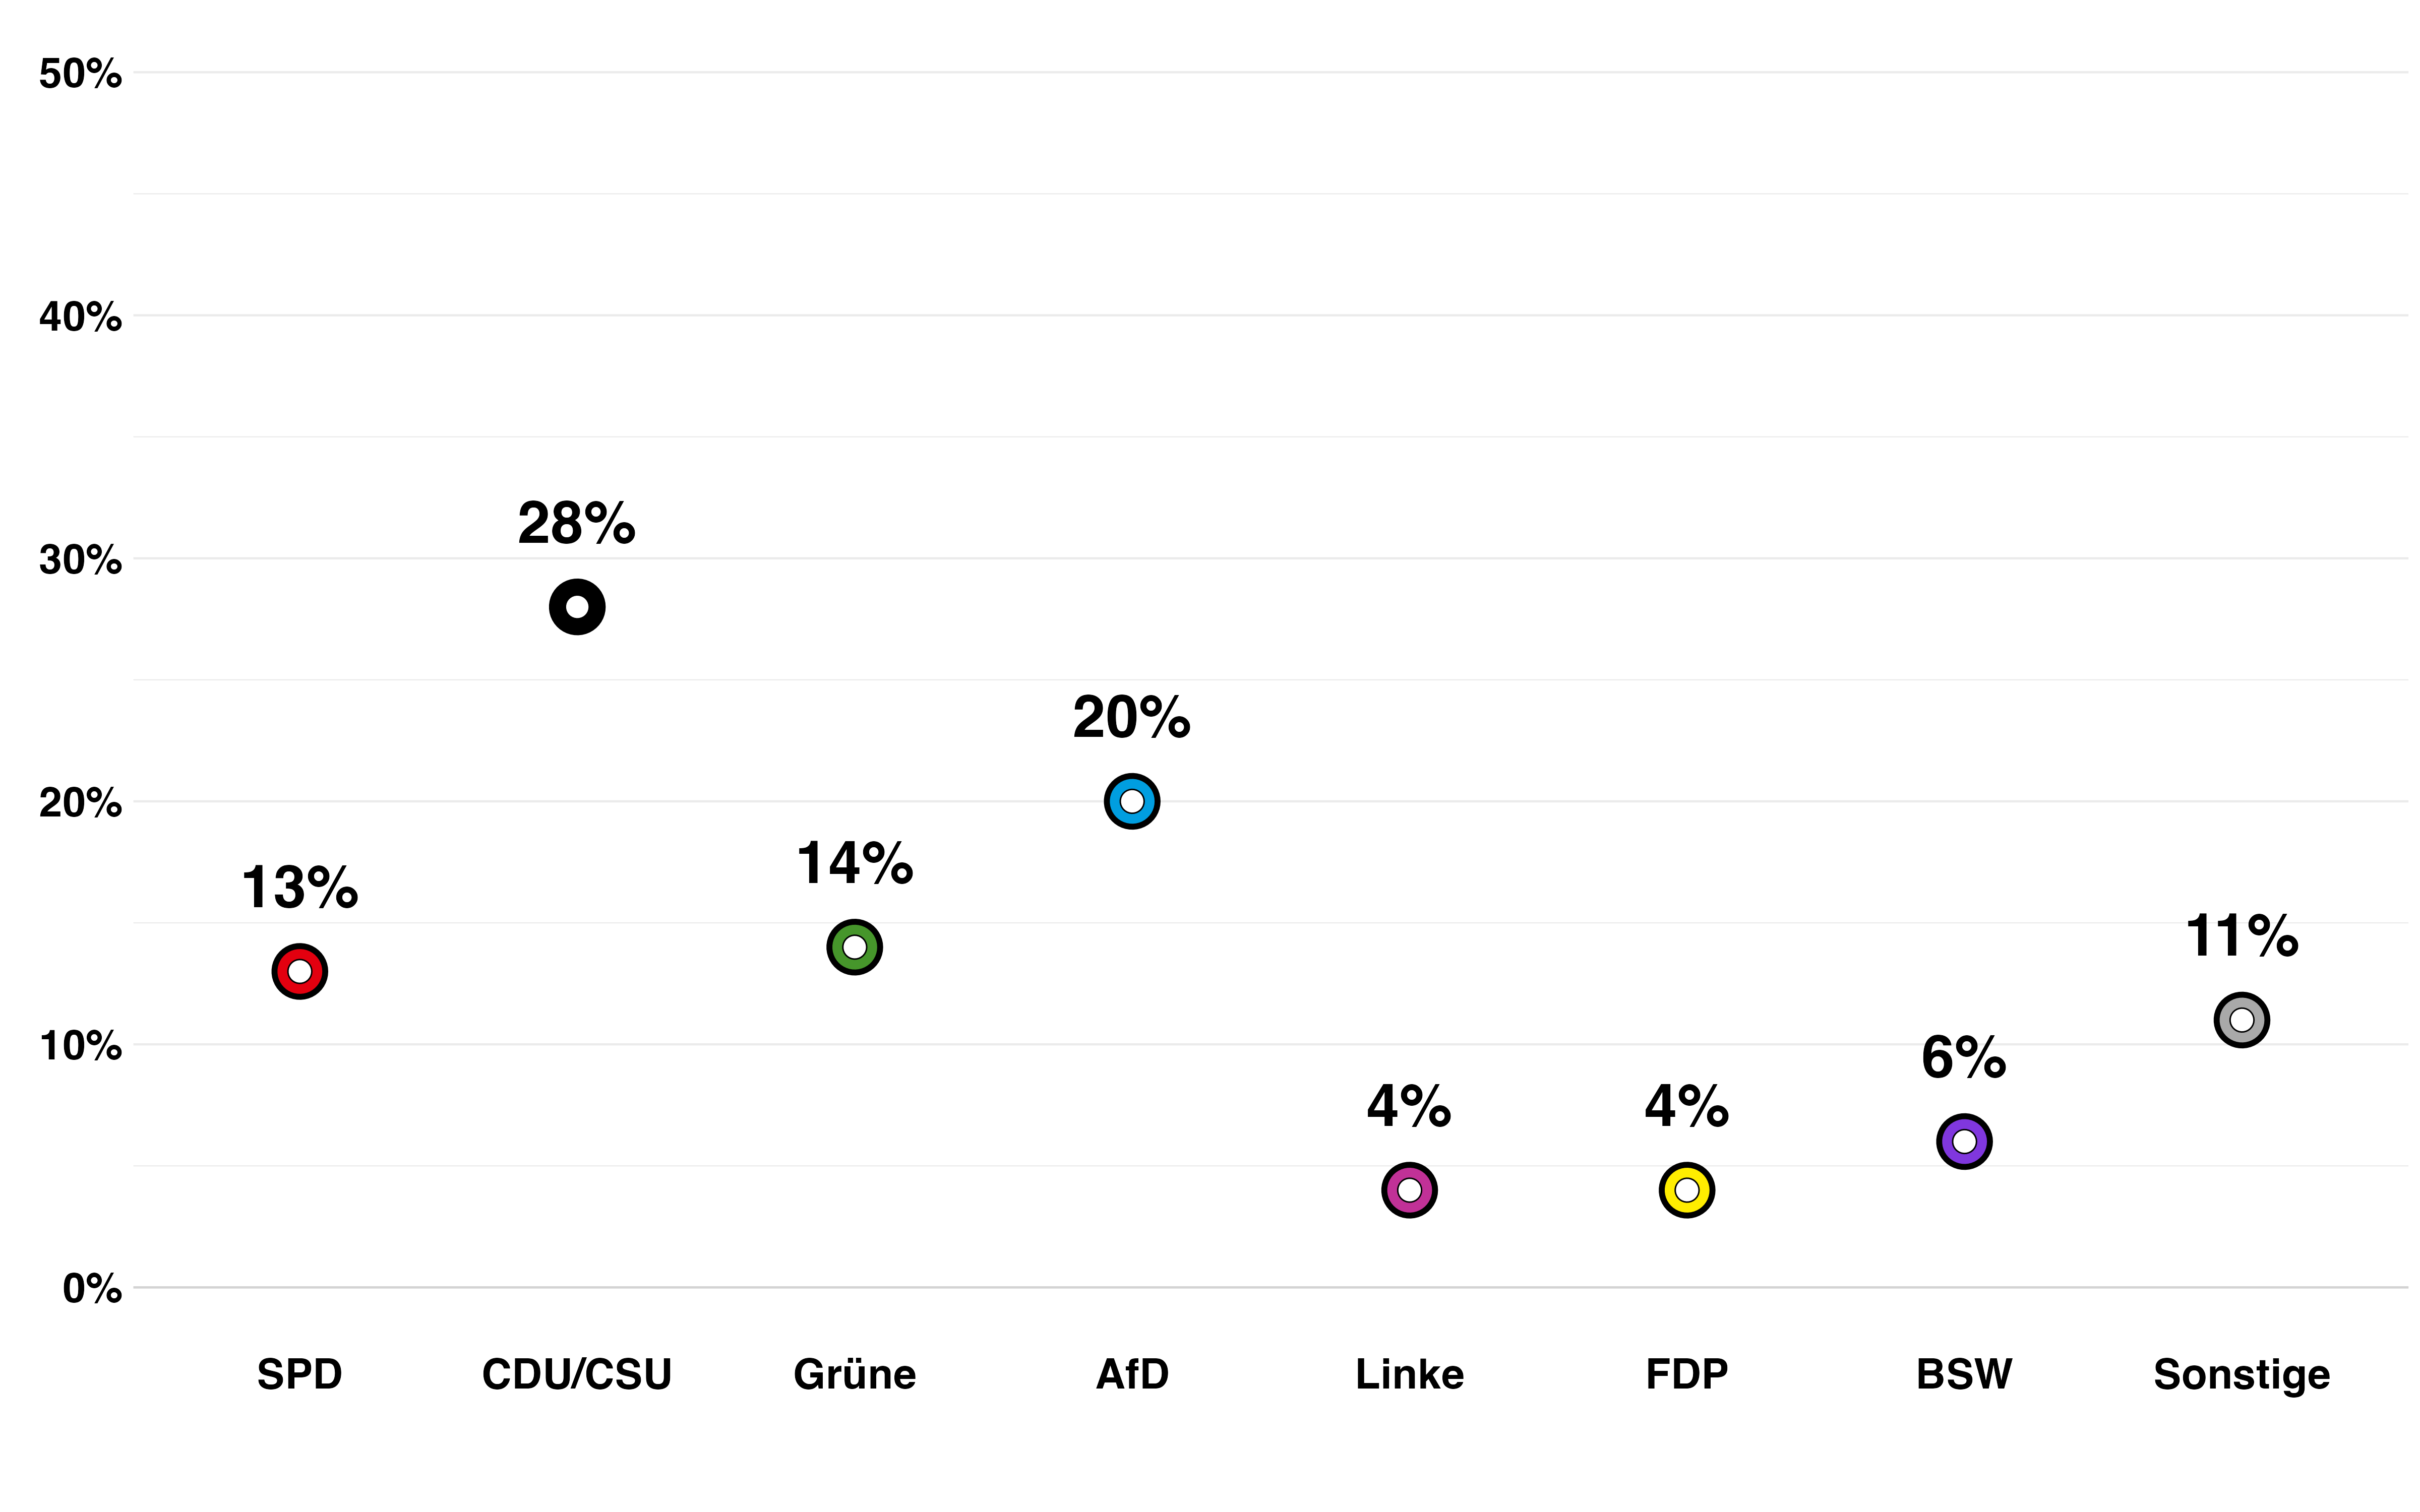 50%
40%
30%
20%
10%
0%
13%
28%
14%
20%
4%
4%
6%
11%
SPD
CDU/CSU
Grüne
AfD
Linke
FDP
BSW
Sonstige